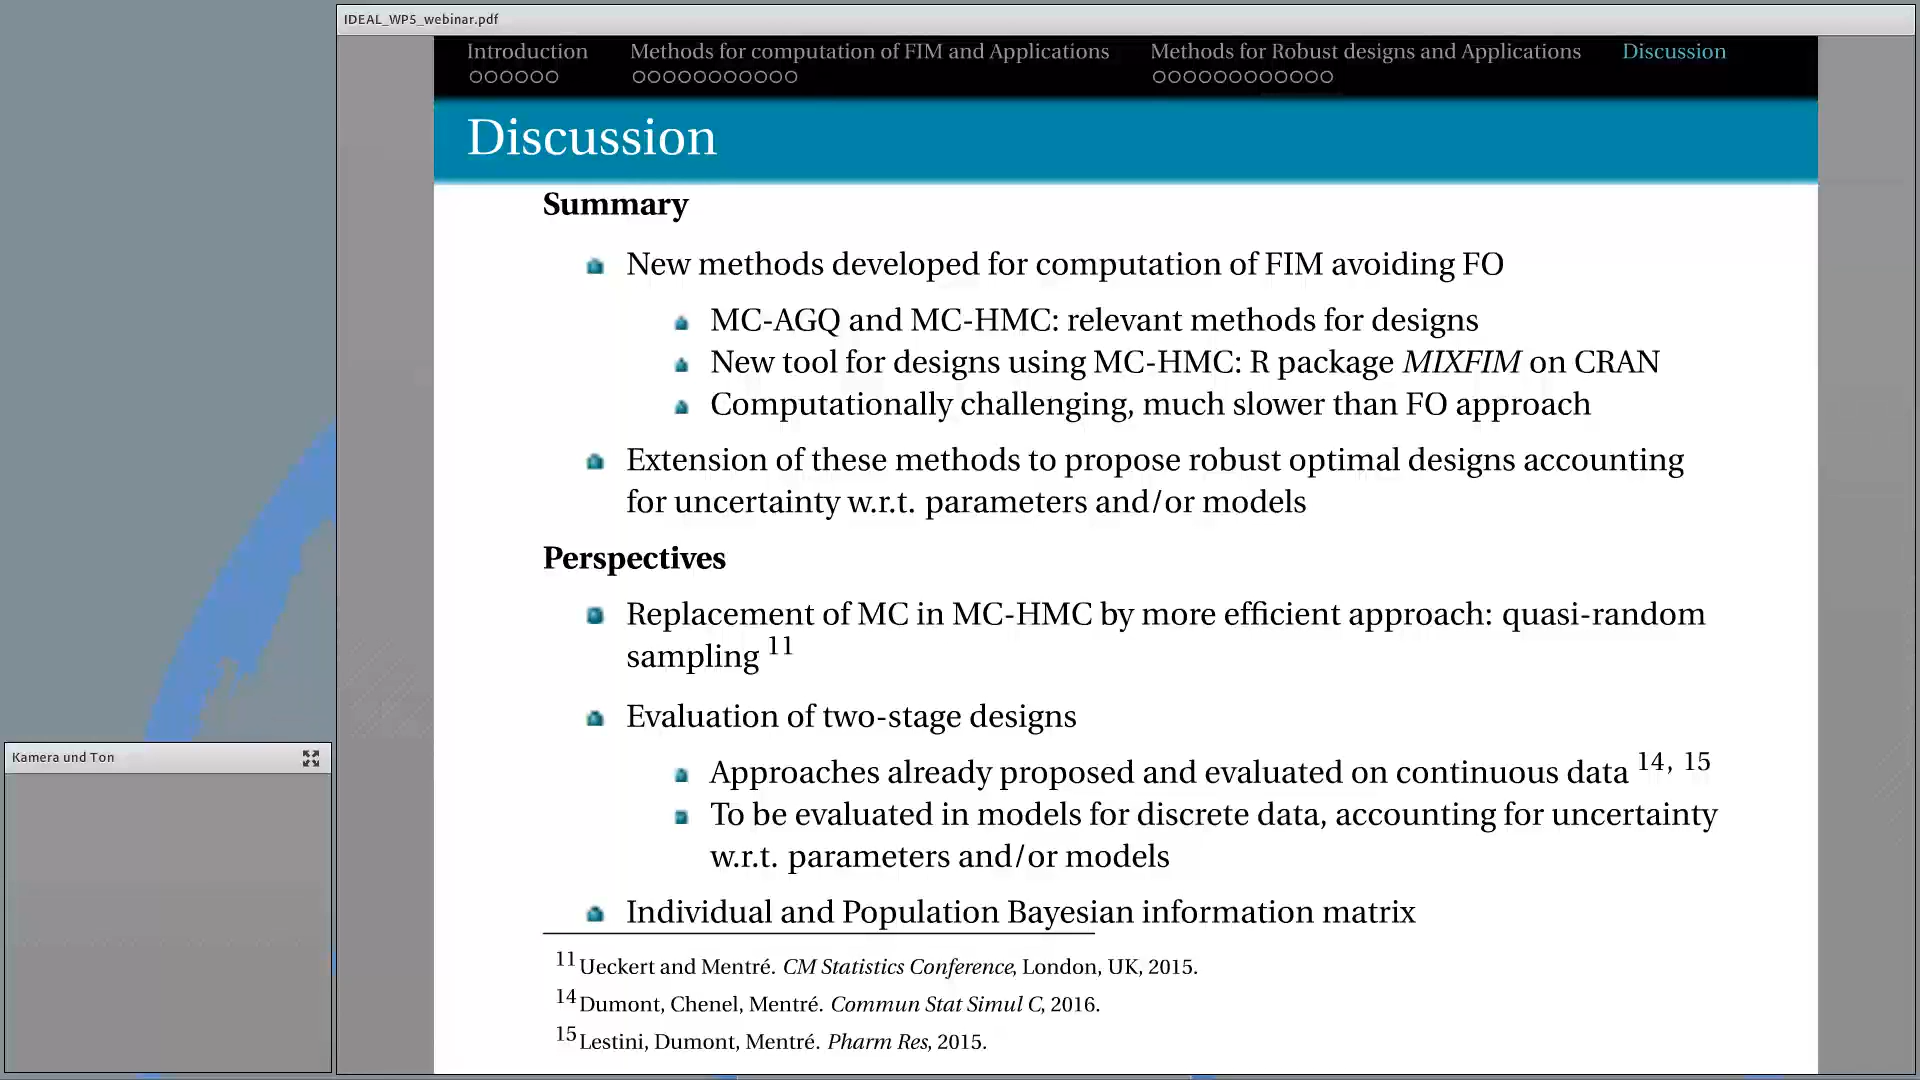 IDEAL_WP5_webinar.pdf
Introduction Methods for computation of FIM and Applications Methods for Robust designs and Applications Discussion
Discussion
Summary
New methods developed for computation of FIM avoiding FO
MC-AGQ and MC-HMC: relevant methods for designs
New tool for designs using MC-HMC: R package MIXFIM on CRAN
Computationally challenging, much slower than FO approach
Extension of these methods to propose robust optimal designs accounting
for uncertainty w.r.t. parameters and/or models
Perspectives
Replacement of MC in MC-HMC by more efficient approach: quasi-random
sampling 11
Evaluation of two-stage designs
Approaches already proposed and evaluated on continuous data 14, 15
To be evaluated in models for discrete data, accounting for uncertainty
w.r.t. parameters and/or models
Individual and Population Bayesian information matrix
11 Ueckert and Mentré. CM Statistics Conference, London, UK, 2015.
14 Dumont, Chenel, Mentré. Commun Stat Simul C, 2016.
15 Lestini, Dumont, Mentré. Pharm Res, 2015.
Kamera und Ton